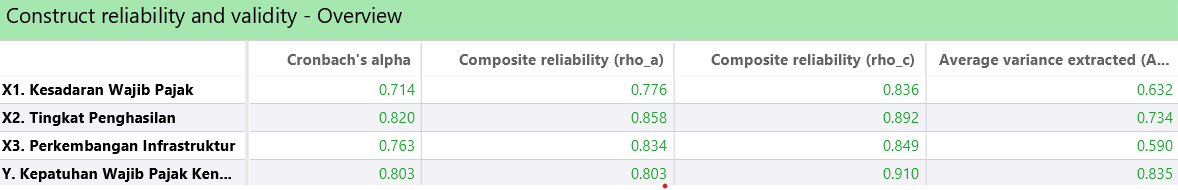 Construct reliability and validity - Overview
Cronbach's alpha Composite reliability (rho_a) Composite reliability (rho_c) Average variance extracted (A...
X1. Kesadaran Wajib Pajak 0.714 0.776 0.836 0.632
X2. Tingkat Penghasilan 0.820 0.858 0.892 0.734
X3. Perkembangan Infrastruktur 0.763 0.834 0.849 0.590
Y. Kepatuhan Wajib Pajak Ken... 0.803 0.803 0.910 0.835